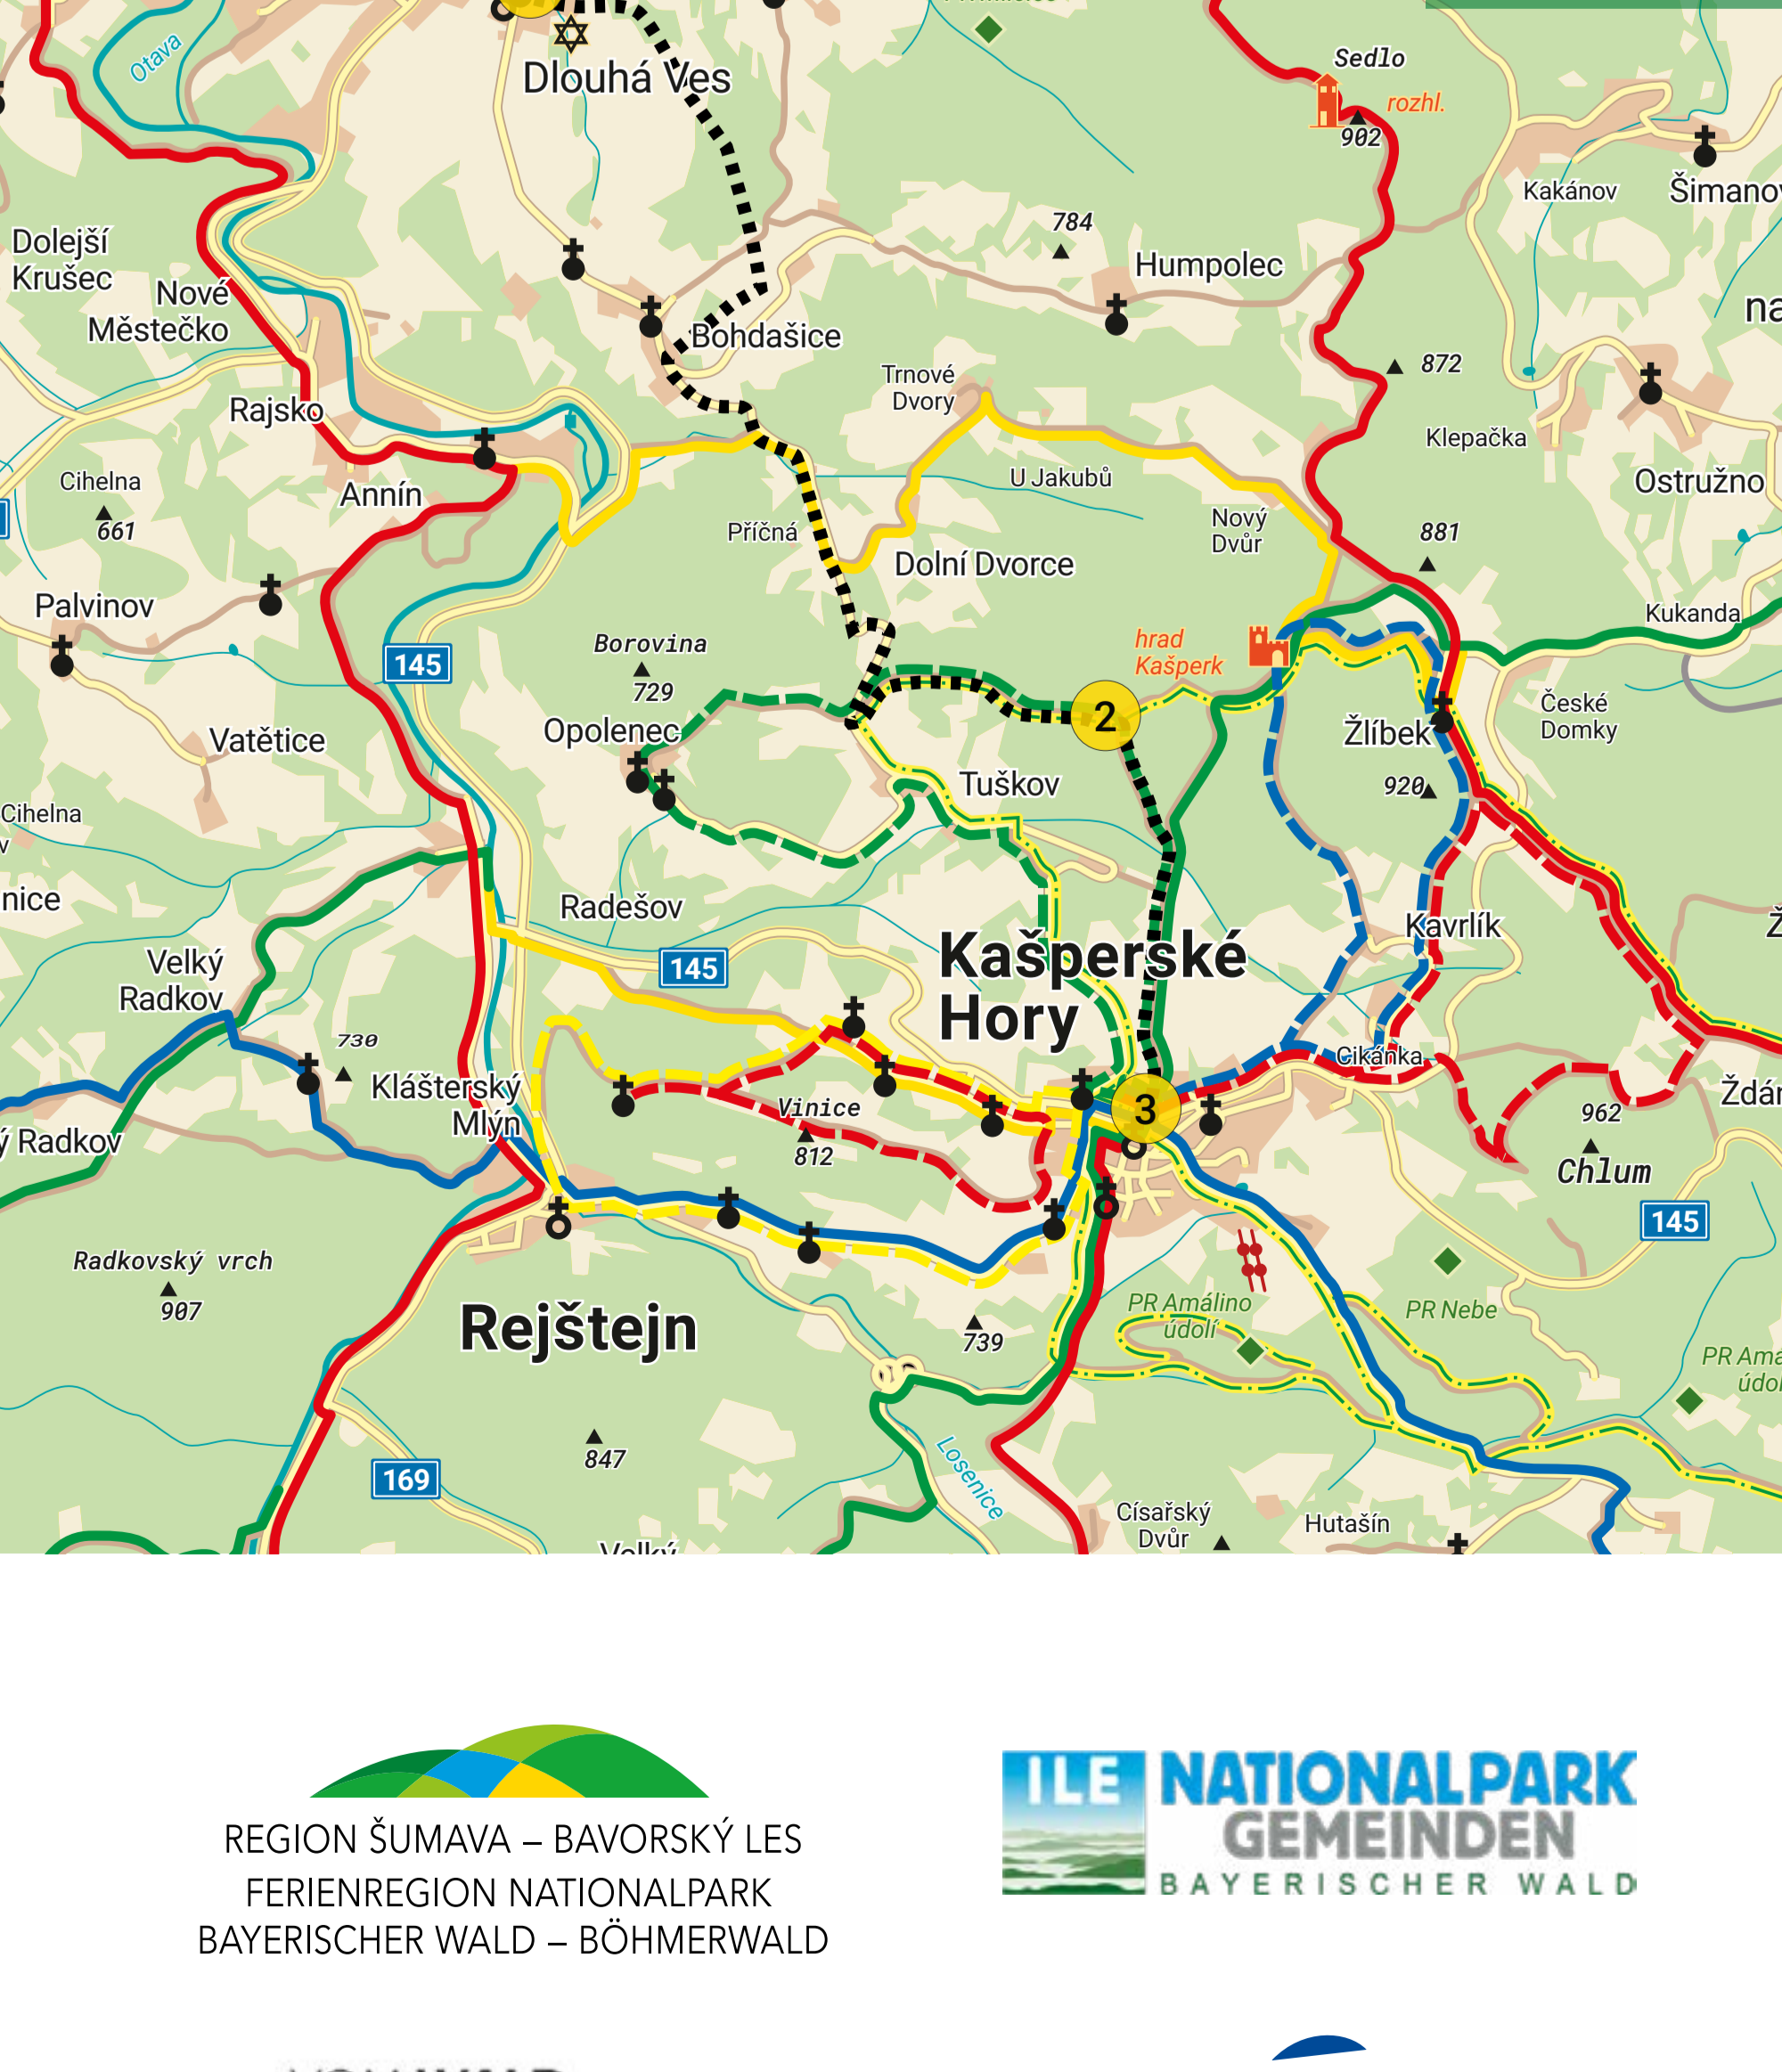 Otava
Dlouhá Ves
Sedlo
rozhl.
902
Kakánov
Dolejší
Krušec
784
Humpolec
Nové
Městečko
Bohdašice
872
Trnové
Dvory
Rajsko
Klepačka
Cihelna
661
Annín
U Jakubů
Ostružno
Příčná
Nový
Dvůr
881
Dolní Dvorce
Palvinov
Kukanda
145
Borovina
729
hrad
Kašperk
2
České
Domky
Opolenec
Žlíbek
Vatětice
Tuškov
920
Cihelna
v
nice
Radešov
Kavrlík
Kašperské
Hory
145
Velký
Radkov
730
Cikánka
Klášterský
Mlýn
Vinice
812
3
962
Chlum
ý Radkov
145
Radkovský vrch
907
Rejštejn
739
PR Amálino
údolí
PR Nebe
847
169
Losenice
Císařský
Dvůr
Hutašín
REGION ŠUMAVA – BAVORSKÝ LES
FERIENREGION NATIONALPARK
BAYERISCHER WALD – BÖHMERWALD
ILE NATIONALPARK
GEMEINDEN
BAYERISCHER WALD